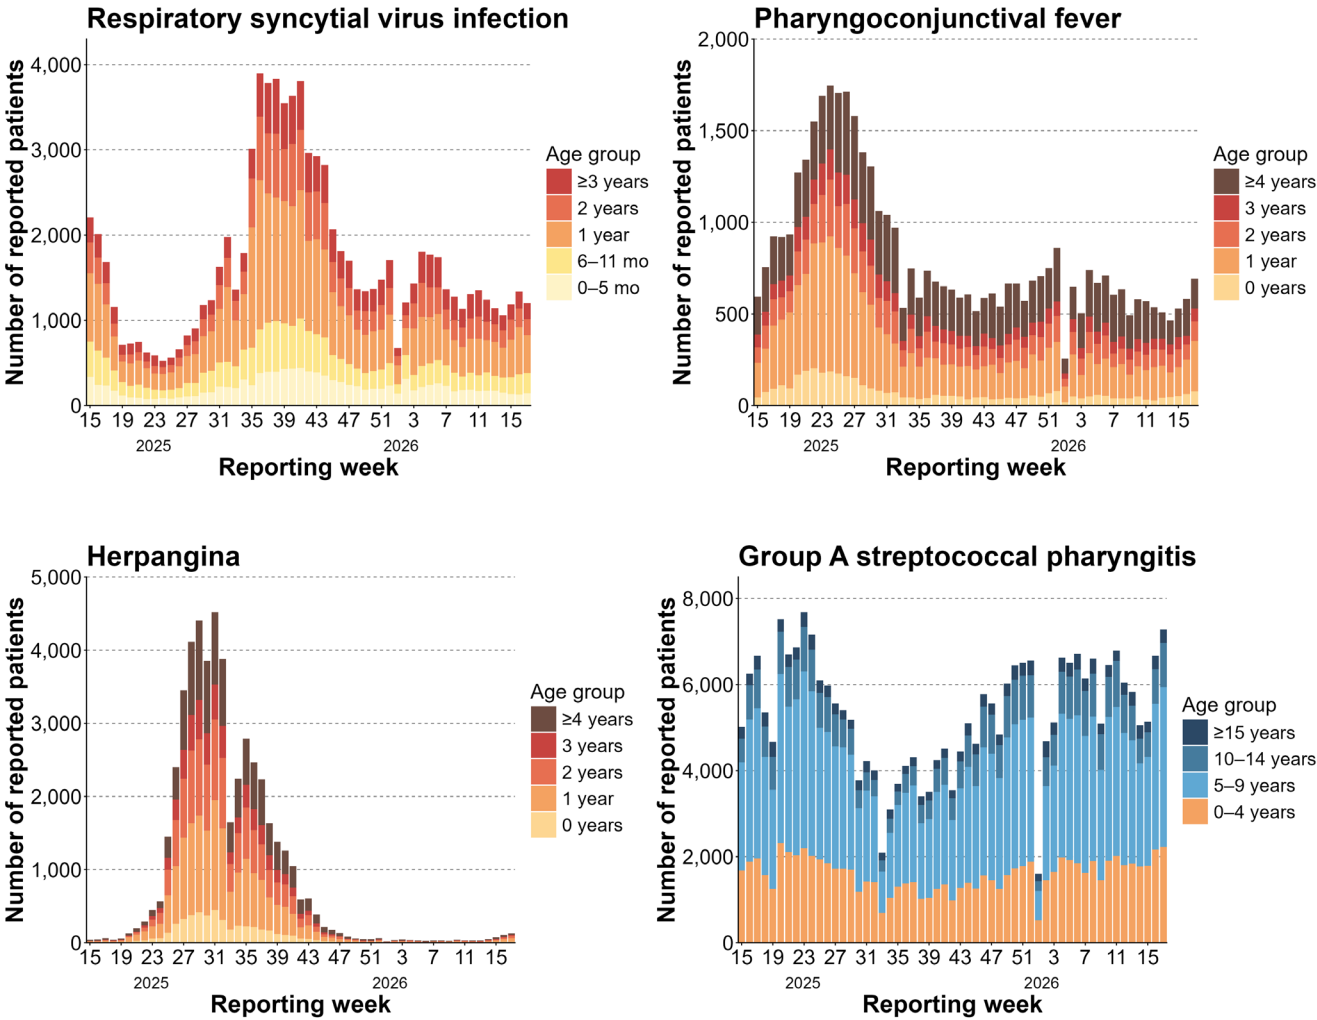 Respiratory syncytial virus infection
Number of reported patients
4,000
3,000
2,000
1,000
0
15 19 23 27 31 35 39 43 47 51 3 7 11 15
2025 2026
Reporting week
Age group
≥3 years
2 years
1 year
6–11 mo
0–5 mo
Pharyngoconjunctival fever
Number of reported patients
2,000
1,500
1,000
500
0
15 19 23 27 31 35 39 43 47 51 3 7 11 15
2025 2026
Reporting week
Age group
≥4 years
3 years
2 years
1 year
0 years
Herpangina
Number of reported patients
5,000
4,000
3,000
2,000
1,000
0
15 19 23 27 31 35 39 43 47 51 3 7 11 15
2025 2026
Reporting week
Age group
≥4 years
3 years
2 years
1 year
0 years
Group A streptococcal pharyngitis
Number of reported patients
8,000
6,000
4,000
2,000
0
15 19 23 27 31 35 39 43 47 51 3 7 11 15
2025 2026
Reporting week
Age group
≥15 years
10–14 years
5–9 years
0–4 years